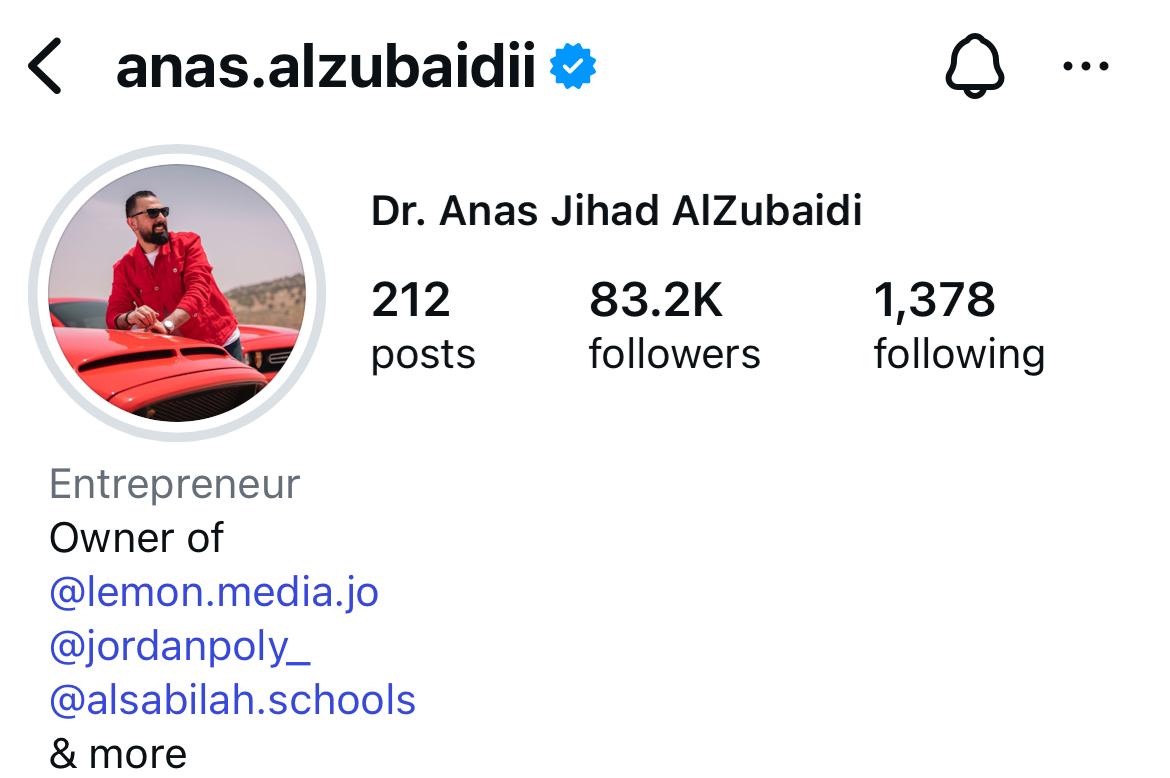 anas.alzubaidii
Dr. Anas Jihad AlZubaidi
212 83.2K 1,378
posts followers following
Entrepreneur
Owner of
@lemon.media.jo
@jordanpoly_
@alsabilah.schools
& more